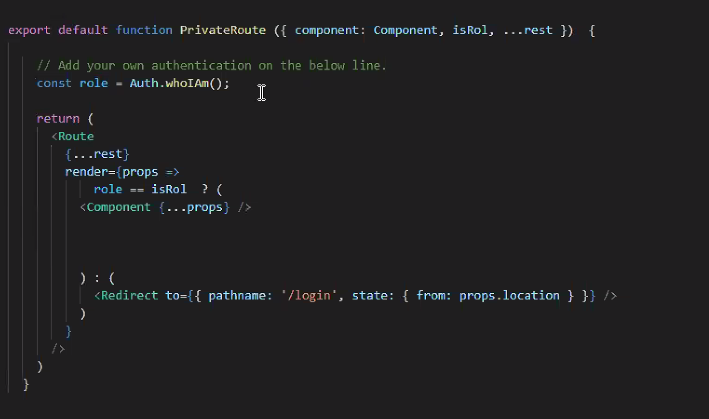 export default function PrivateRoute ({ component: Component, isRol, ...rest }) {
// Add your own authentication on the below line.
const role = Auth.whoIAm();
return (
<Route
{...rest}
render={props =>
role == isRol ? (
<Component {...props} />
) : (
<Redirect to={{ pathname: '/login', state: { from: props.location } }} />
)
}
/>
)
}